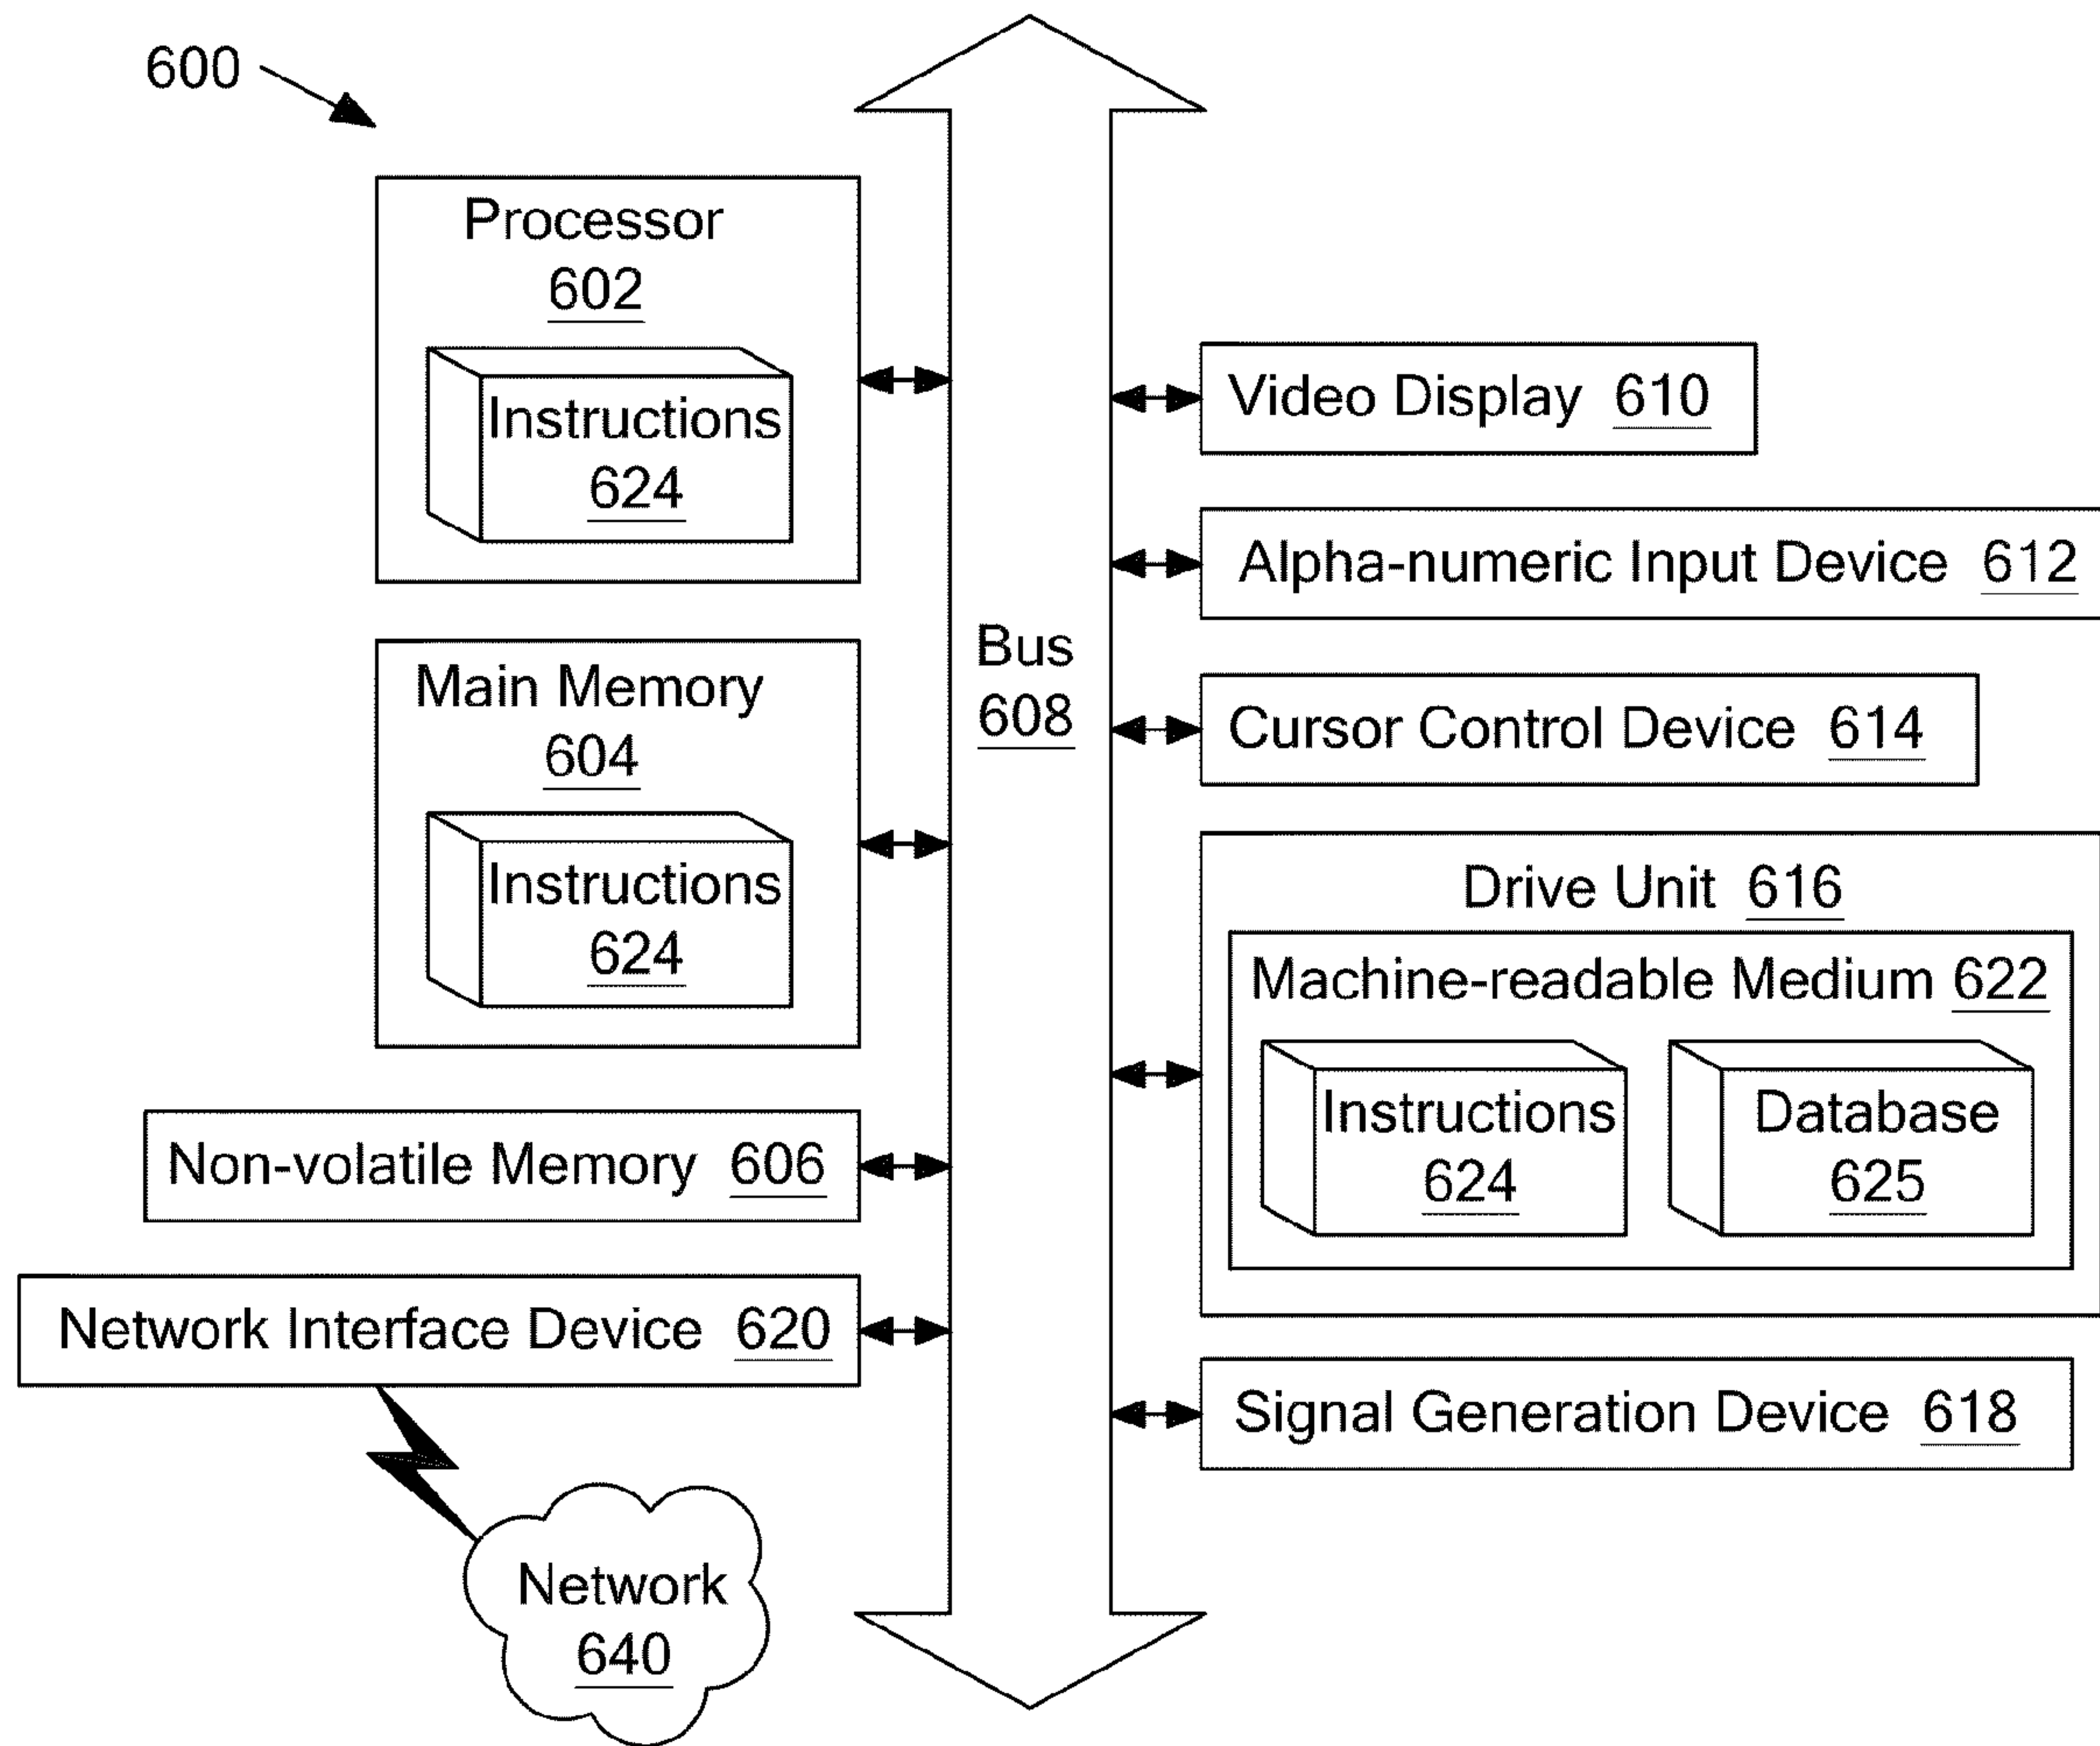 600
Processor
602
Instructions
624
Main Memory
604
Instructions
624
Non-volatile Memory 606
Network Interface Device 620
Network
640
Bus
608
Video Display 610
Alpha-numeric Input Device 612
Cursor Control Device 614
Drive Unit 616
Machine-readable Medium 622
Instructions
624
Database
625
Signal Generation Device 618